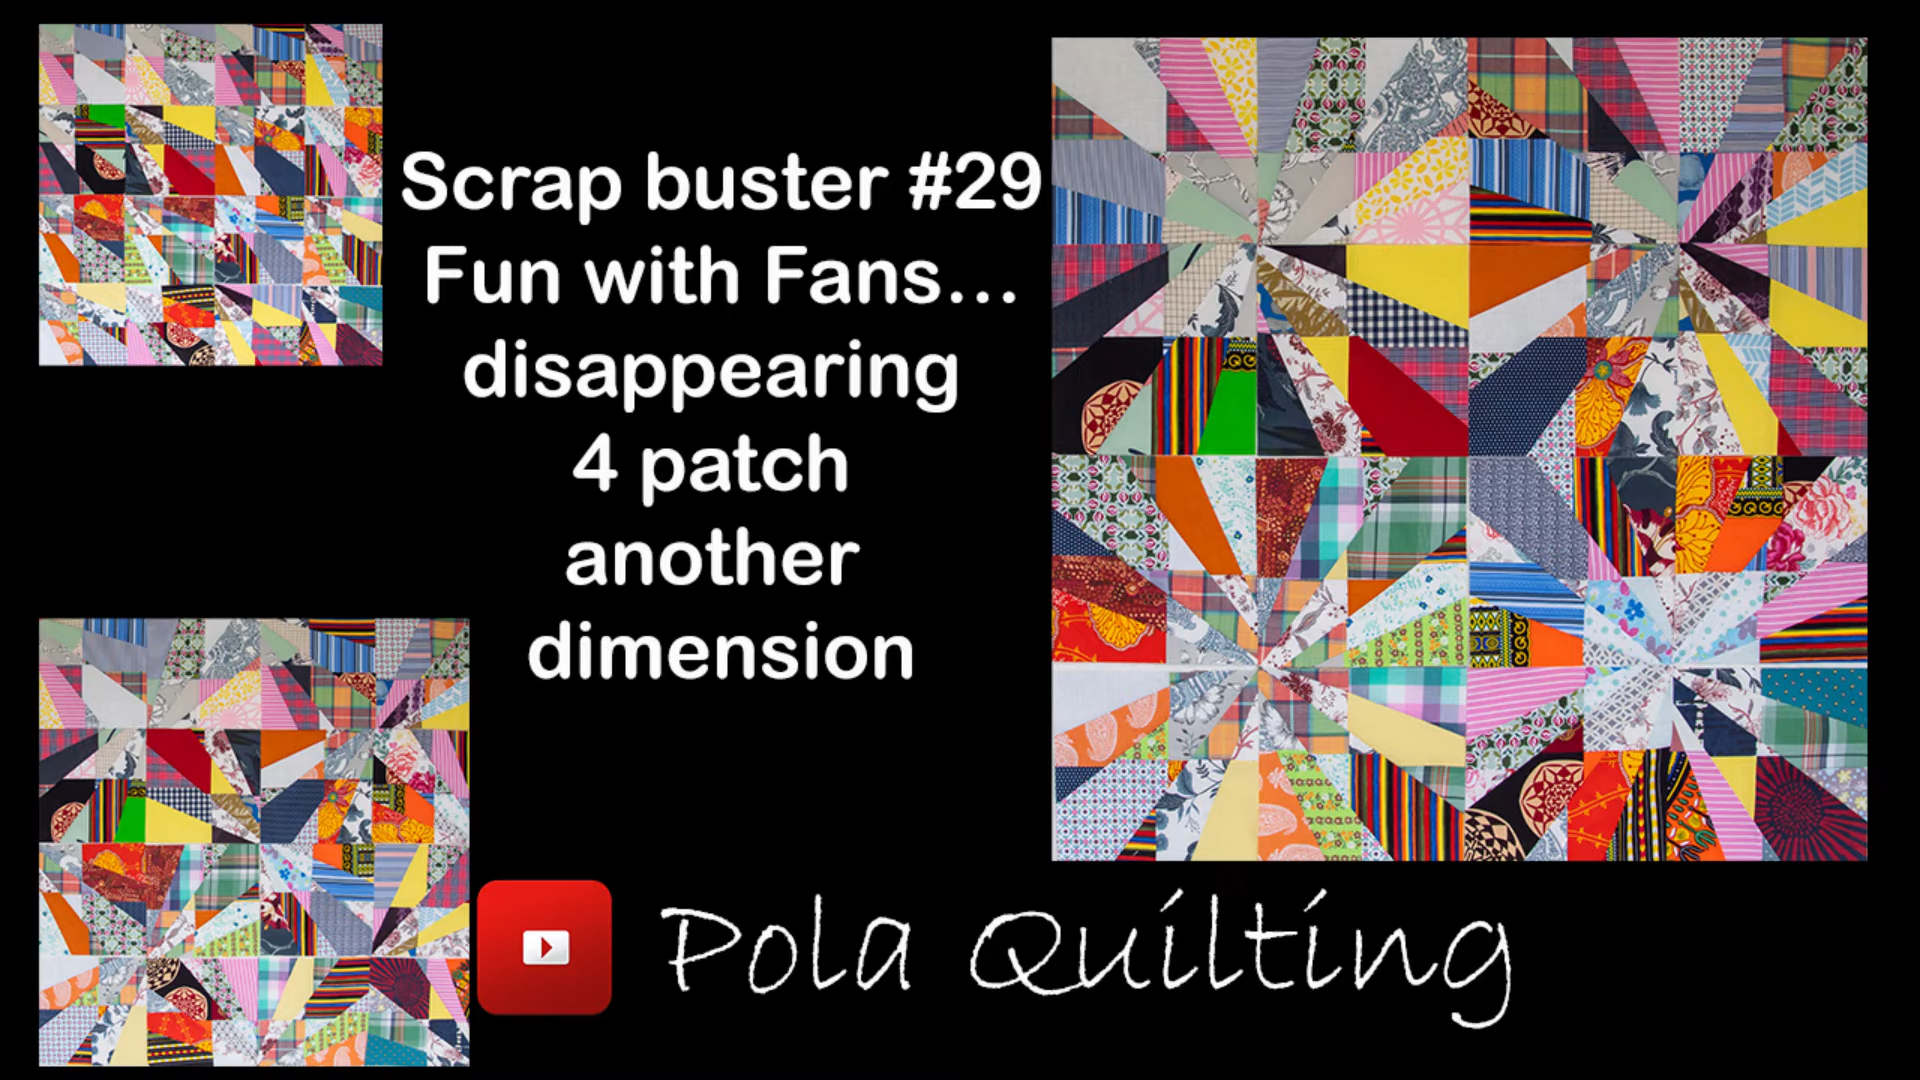 Scrap buster #29
Fun with Fans...
disappearing
4 patch
another
dimension
Pola Quilting